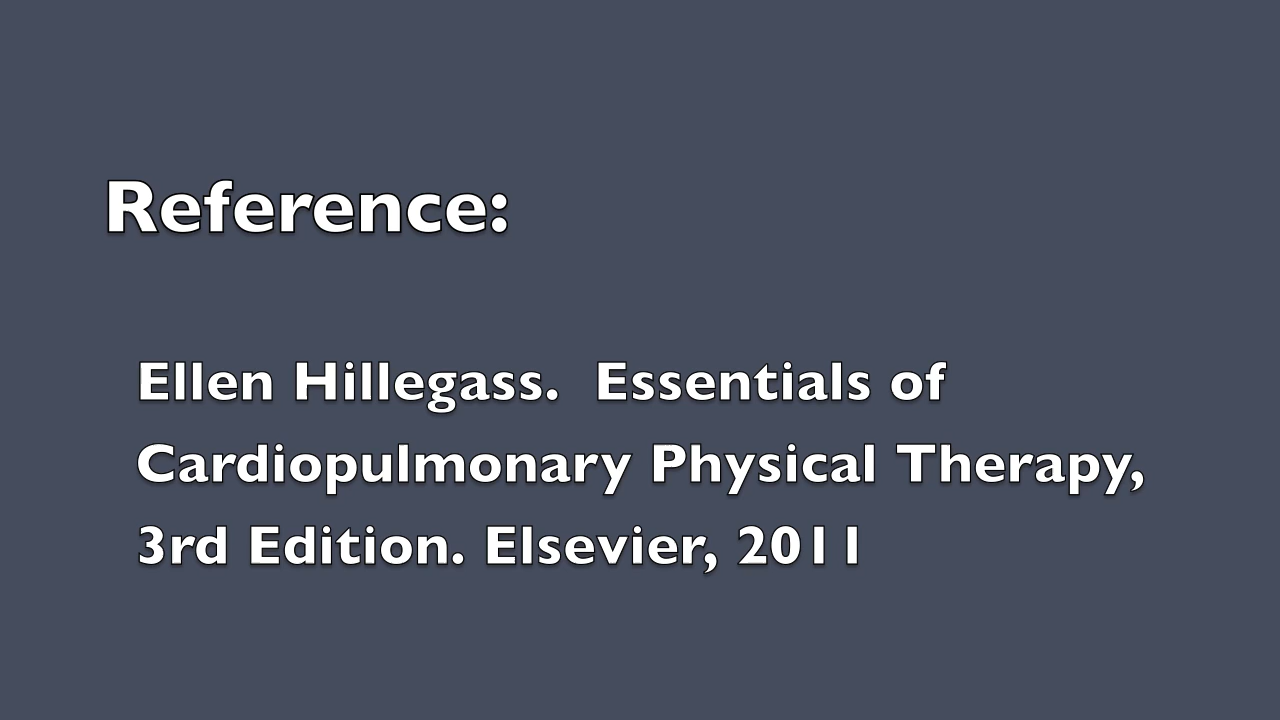 Reference:
Ellen Hillegass.  Essentials of
Cardiopulmonary Physical Therapy,
3rd Edition. Elsevier, 2011